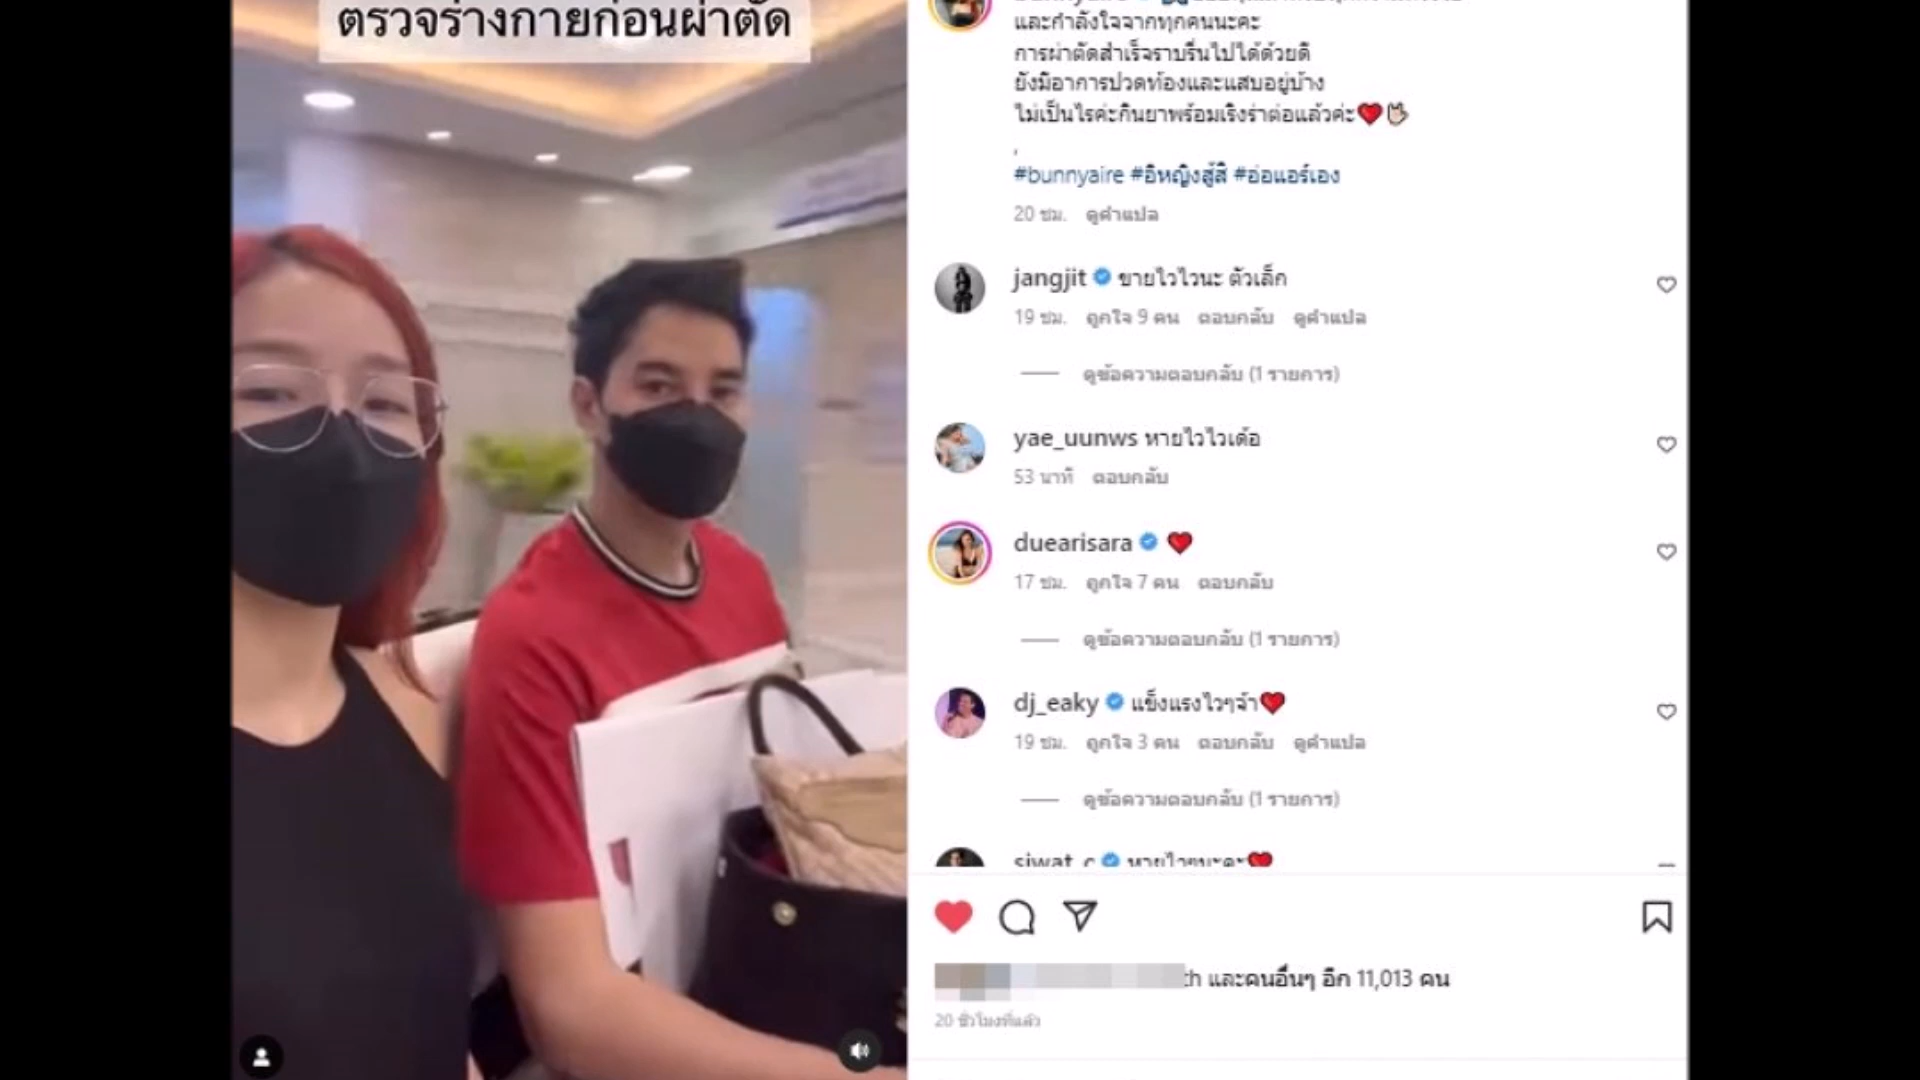 ตรวจร่างกายก่อนผ่าตัด
และกำลังใจจากทุกคนนะคะ
การผ่าตัดสำเร็จราบรื่นไปได้ด้วยดี
ยังมีอาการปวดท้องและแสบอยู่บ้าง
ไม่เป็นไรค่ะกินยาพร้อมเริงร่าต่อแล้วค่ะ❤️
.
#bunnyaire #อีหญิงสู้สี #อ่อแอร์เอง
20 ชม. ดูคำแปล
jangjit ขายไวไวนะ ตัวเล็ก
19 ชม. ถูกใจ 9 คน ตอบกลับ ดูคำแปล
ดูข้อความตอบกลับ (1 รายการ)
yae_uunws หายไวไวเด้อ
53 นาที ตอบกลับ
duearisara ❤️
17 ชม. ถูกใจ 7 คน ตอบกลับ
ดูข้อความตอบกลับ (1 รายการ)
dj_eaky แข็งแรงไวๆจ้า❤️
19 ชม. ถูกใจ 3 คน ตอบกลับ ดูคำแปล
ดูข้อความตอบกลับ (1 รายการ)
siwat_c หายไวๆนะคะ❤️
th และคนอื่นๆ อีก 11,013 คน
20 ชั่วโมงที่แล้ว